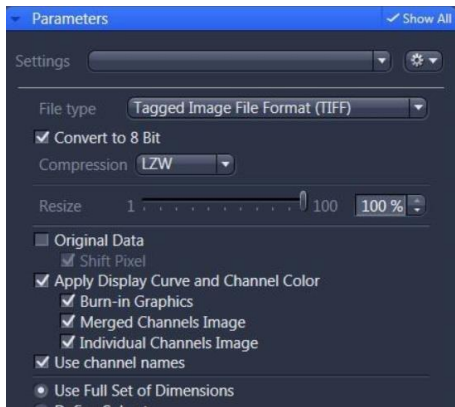 Parameters Show All
Settings
File type Tagged Image File Format (TIFF)
Convert to 8 Bit
Compression LZW
Resize 1 100 100 %
Original Data
Shift Pixel
Apply Display Curve and Channel Color
Burn-in Graphics
Merged Channels Image
Individual Channels Image
Use channel names
Use Full Set of Dimensions